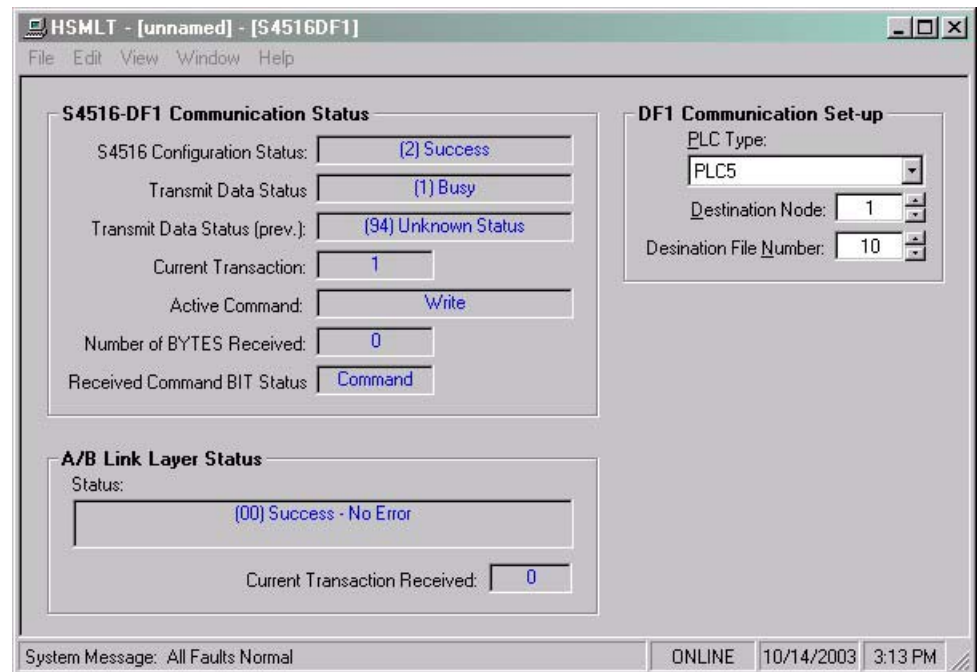 HSMLT - [unnamed] - [S4516DF1]
File Edit View Window Help
S4516-DF1 Communication Status
S4516 Configuration Status: (2) Success
Transmit Data Status (1) Busy
Transmit Data Status (prev.): (94) Unknown Status
Current Transaction: 1
Active Command: Write
Number of BYTES Received: 0
Received Command BIT Status Command
DF1 Communication Set-up
PLC Type:
PLC5
Destination Node: 1
Desination File Number: 10
A/B Link Layer Status
Status:
(00) Success - No Error
Current Transaction Received: 0
System Message: All Faults Normal ONLINE 10/14/2003 3:13 PM